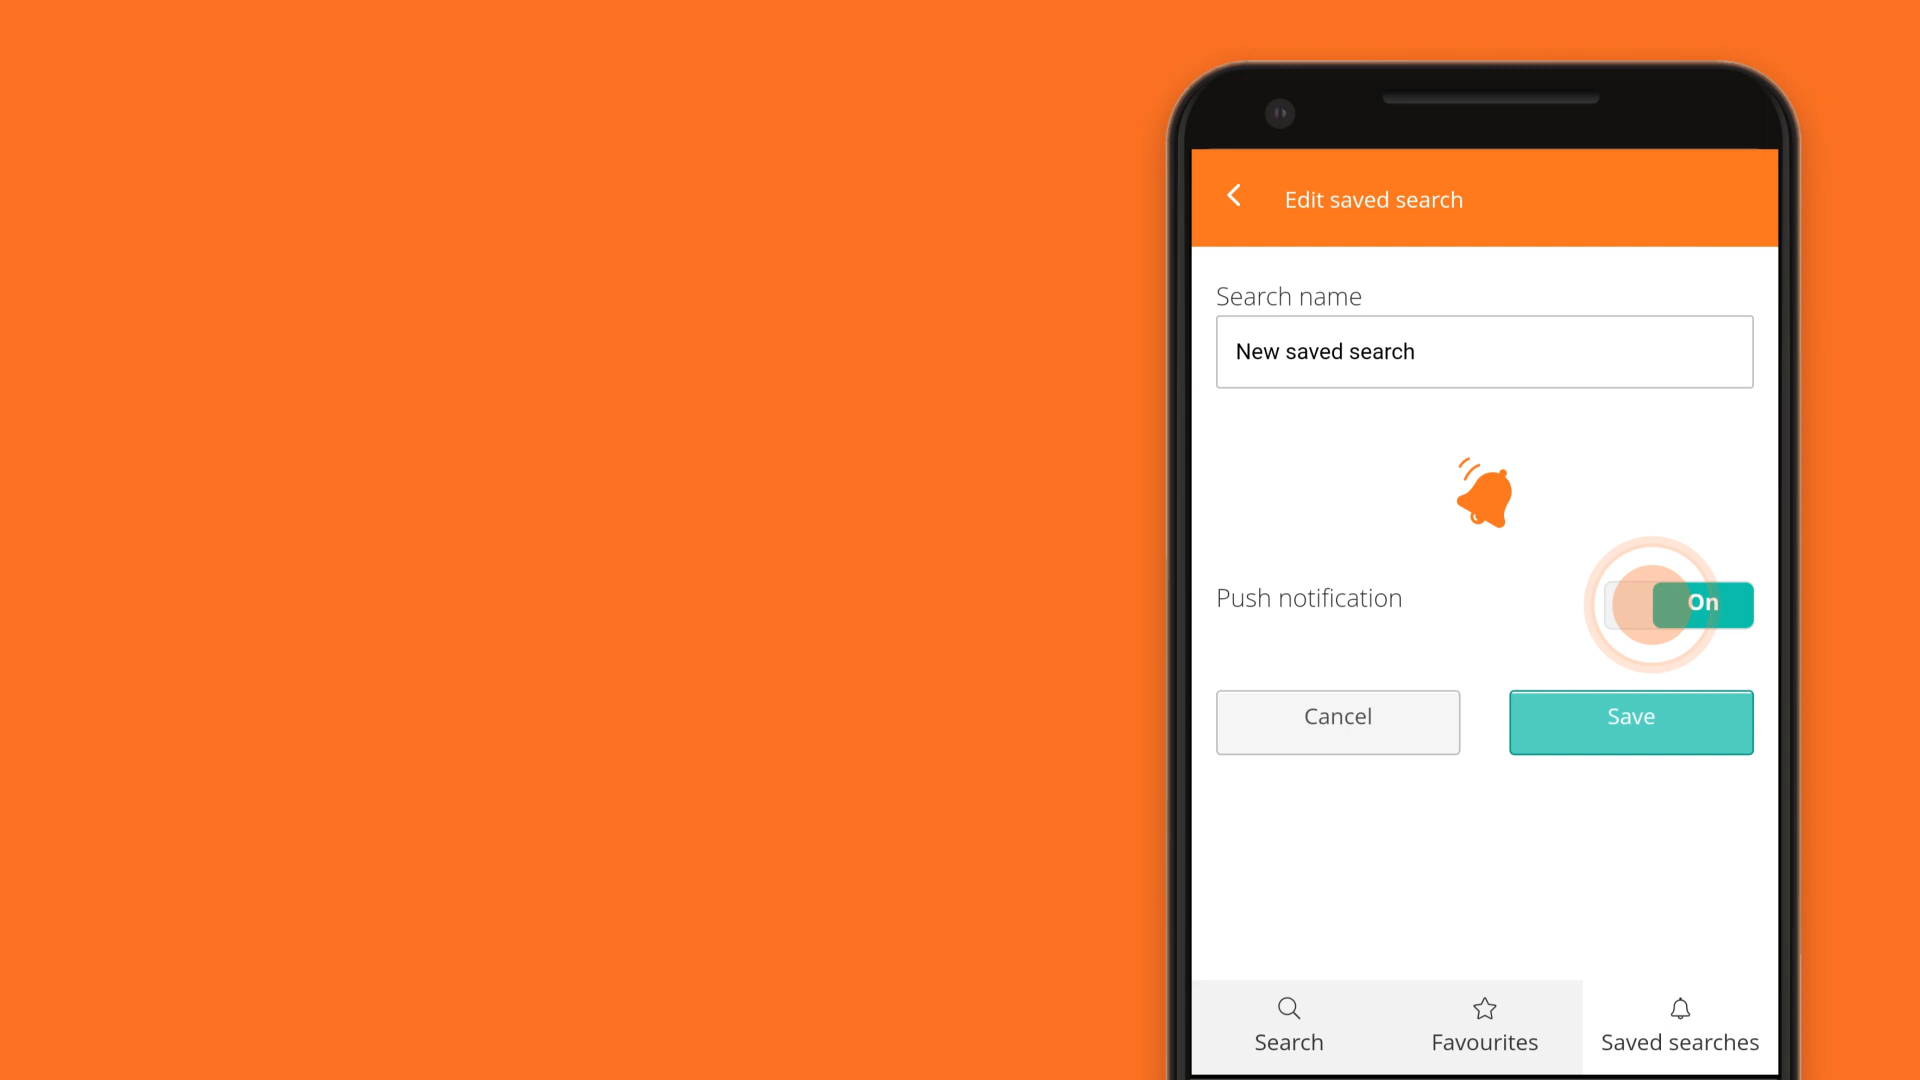 Edit saved search
Search name
New saved search
Push notification
On
Cancel
Save
Search
Favourites
Saved searches